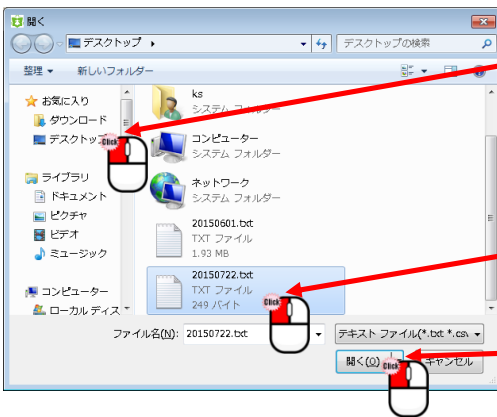 開く
デスクトップ
デスクトップの検索
整理 ▼ 新しいフォルダー
お気に入り
ダウンロード
デスクトップ
ライブラリ
ドキュメント
ピクチャ
ビデオ
ミュージック
コンピューター
ローカル ディス
ks
システム フォルダー
コンピューター
システム フォルダー
ネットワーク
システム フォルダー
20150601.txt
TXT ファイル
1.93 MB
20150722.txt
TXT ファイル
249 バイト
Click
Click
ファイル名(N): 20150722.txt
テキスト ファイル(*.txt *.csv
開く(O)
Click
キャンセル